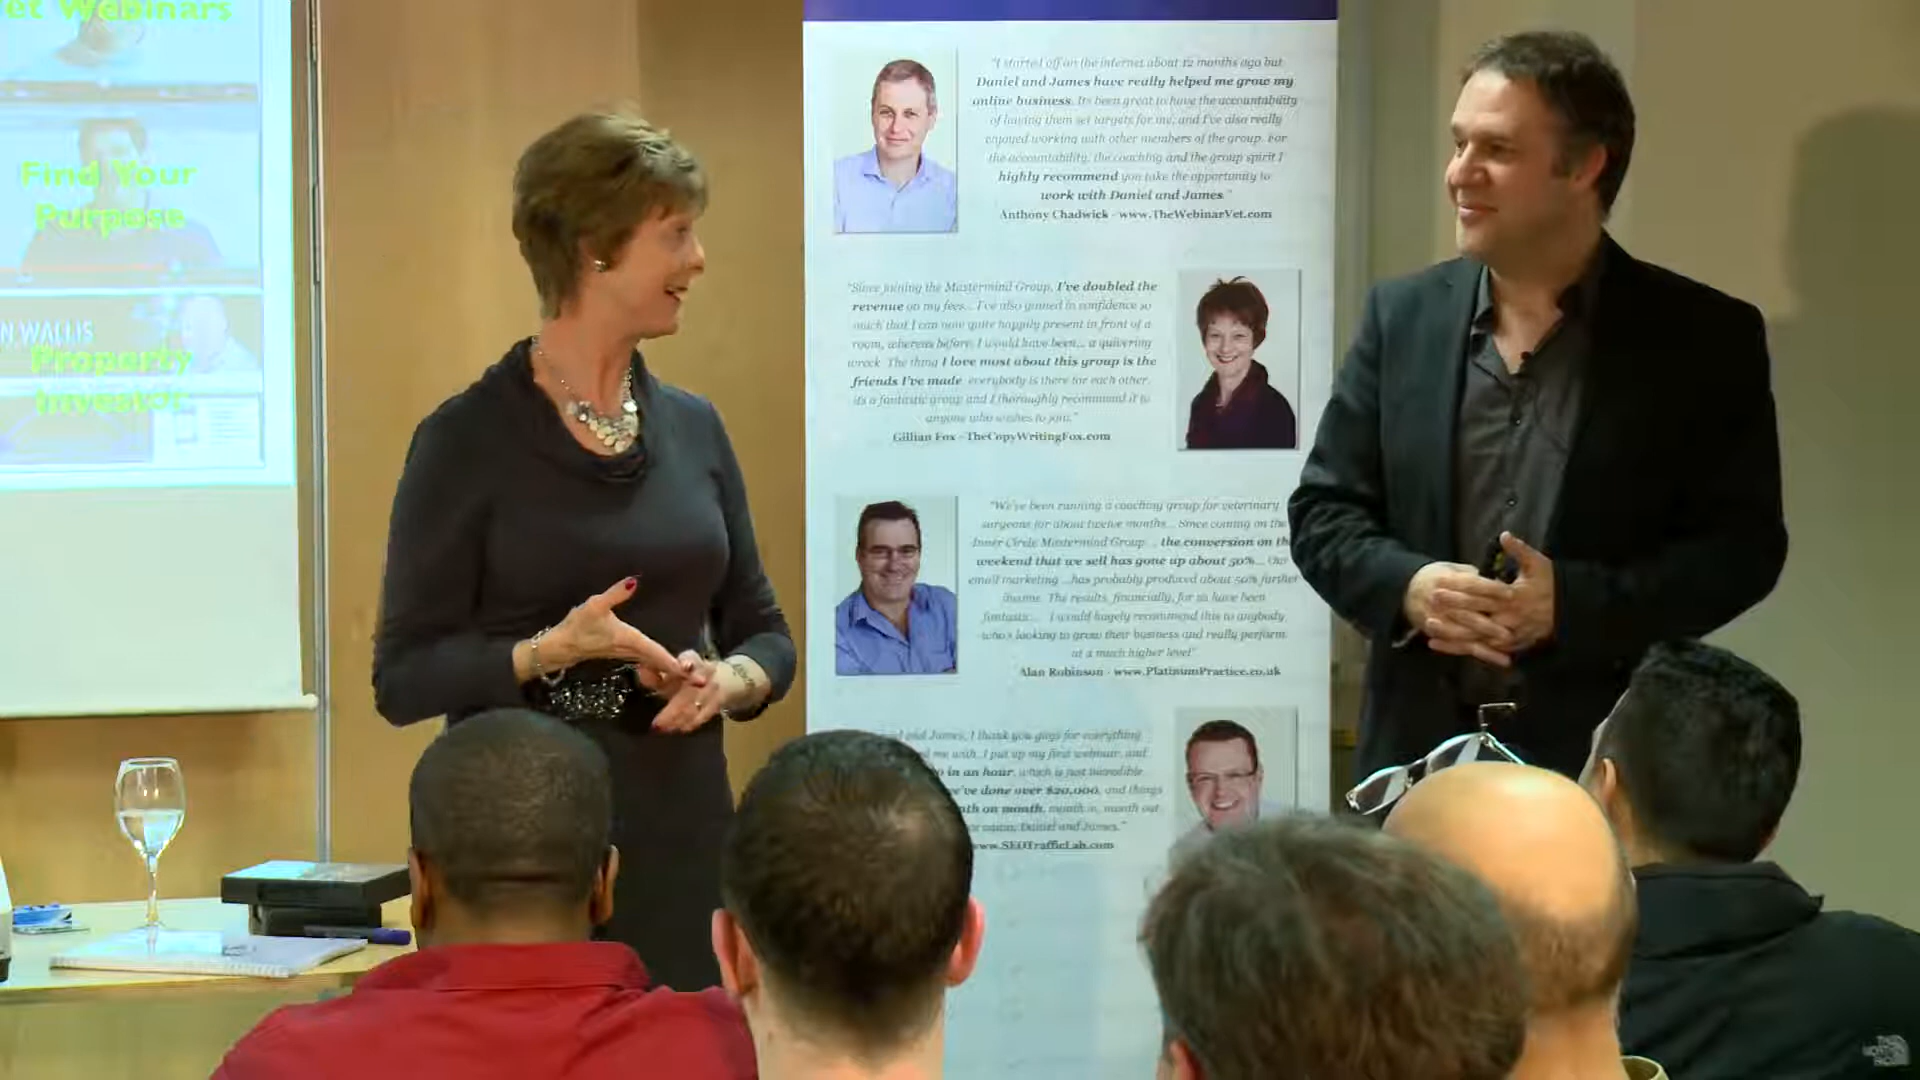 et Webinars
Find Your
Purpose
N WALLIS
Property
Investor
"I started off on the internet about 12 months ago but
Daniel and James have really helped me grow my
online business. Its been great to have the accountability
of having them set targets for me, and I've also really
enjoyed working with other members of the group. For
the accountability, the coaching and the group spirit I
highly recommend you take the opportunity to
work with Daniel and James."
Anthony Chadwick - www.TheWebinarVet.com
"Since joining the Mastermind Group, I've doubled the
revenue on my fees... I've also gained in confidence so
much that I can now quite happily present in front of a
room, whereas before, I would have been... a quivering
wreck. The thing I love most about this group is the
friends I've made, everybody is there for each other,
its a fantastic group and I thoroughly recommend it to
anyone who wishes to join."
Gillian Fox - TheCopyWritingFox.com
"We've been running a coaching group for veterinary
surgeons for about twelve months... Since coming on the
Inner Circle Mastermind Group... the conversion on th
weekend that we sell has gone up about 50%... Our
email marketing ...has probably produced about 50% further
income. The results, financially, for us have been
fantastic... I would hugely recommend this to anybody
who's looking to grow their business and really perform
at a much higher level"
Alan Robinson - www.PlatinumPractice.co.uk
and James, I thank you guys for everything
me with. I put up my first webinar, and
in an hour, which is just incredible.
we've done over $20,000, and things
month on month, month in, month out
Daniel and James."
www.SEOTrafficLab.com
THE
NORTH
FACE